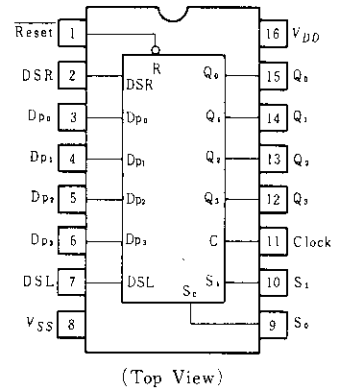 Reset 1 16 VDD
R
DSR 2 DSR Q₀ 15 Q₀
Dp₀ 3 Dp₀ Q₁ 14 Q₁
Dp₁ 4 Dp₁ Q₂ 13 Q₂
Dp₂ 5 Dp₂ Q₃ 12 Q₃
Dp₃ 6 Dp₃ C 11 Clock
DSL 7 DSL S₁ 10 S₁
S₀
VSS 8 9 S₀
(Top View)